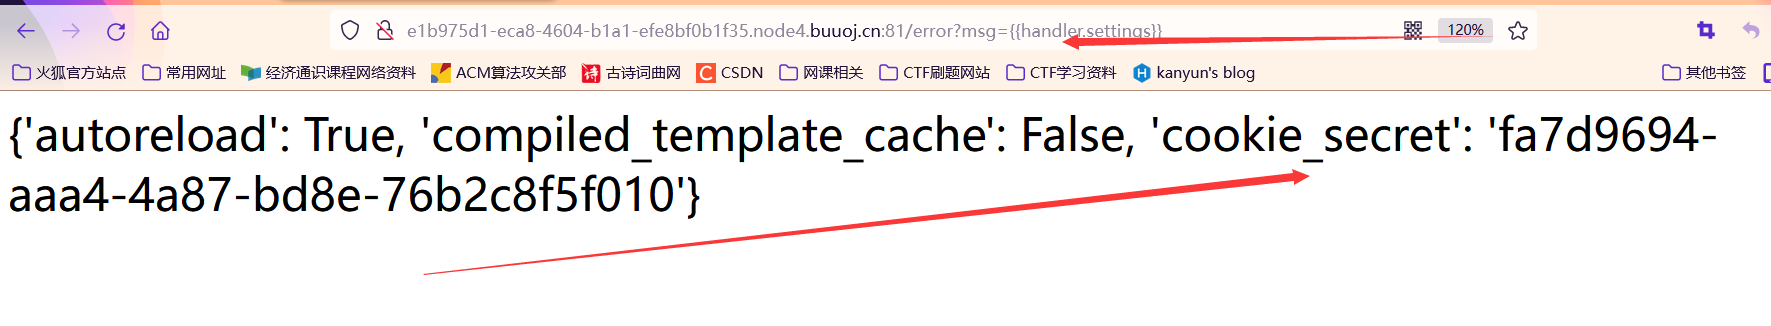 e1b975d1-eca8-4604-b1a1-efe8bf0b1f35.node4.buuoj.cn:81/error?msg={{handler.settings}} 120%
火狐官方站点 常用网址 经济通识课程网络资料 ACM算法攻关部 诗 古诗词曲网 C CSDN 网课相关 CTF刷题网站 CTF学习资料 H kanyun's blog 其他书签
{'autoreload': True, 'compiled_template_cache': False, 'cookie_secret': 'fa7d9694-
aaa4-4a87-bd8e-76b2c8f5f010'}